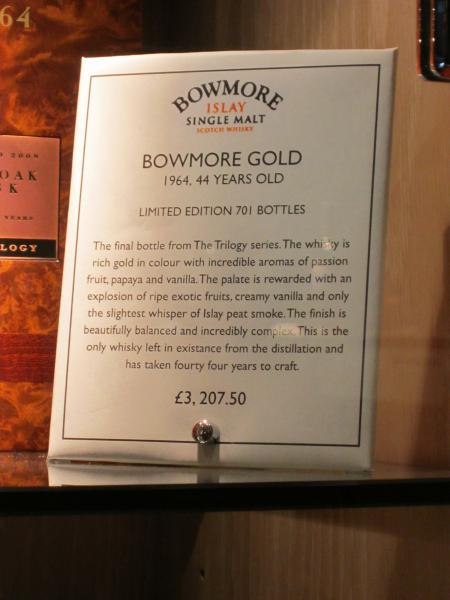 64
2008
OAK
SK
YEARS
LOGY
BOWMORE
ISLAY
SINGLE MALT
SCOTCH WHISKY
BOWMORE GOLD
1964, 44 YEARS OLD
LIMITED EDITION 701 BOTTLES
The final bottle from The Trilogy series. The whisky is
rich gold in colour with incredible aromas of passion
fruit, papaya and vanilla. The palate is rewarded with an
explosion of ripe exotic fruits, creamy vanilla and only
the slightest whisper of Islay peat smoke. The finish is
beautifully balanced and incredibly complex. This is the
only whisky left in existance from the distillation and
has taken fourty four years to craft.
£3, 207.50